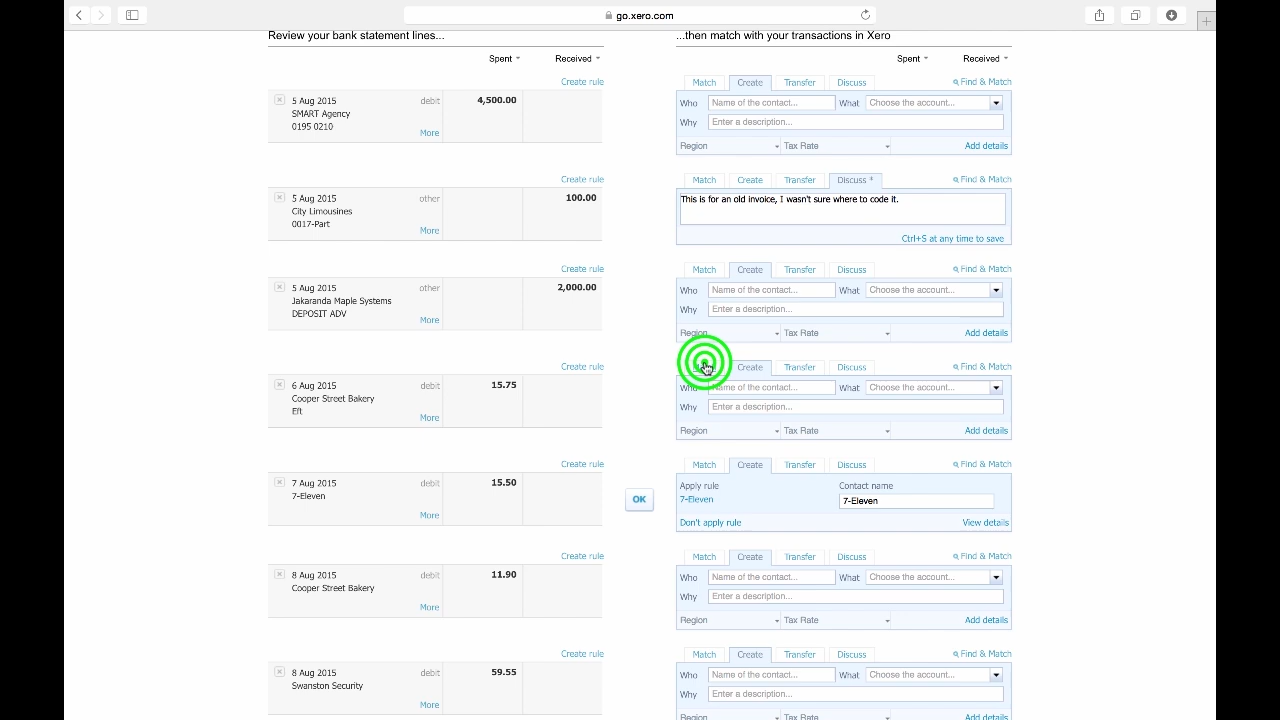 go.xero.com
Review your bank statement lines...
...then match with your transactions in Xero
Spent Received
Spent Received
Create rule
5 Aug 2015 debit 4,500.00
SMART Agency
0195 0210
More
Match Create Transfer Discuss Find & Match
Who Name of the contact... What Choose the account...
Why Enter a description...
Region Tax Rate Add details
Create rule
5 Aug 2015 other 100.00
City Limousines
0017-Part
More
Match Create Transfer Discuss * Find & Match
This is for an old invoice, I wasn't sure where to code it.
Ctrl+S at any time to save
Create rule
5 Aug 2015 other 2,000.00
Jakaranda Maple Systems
DEPOSIT ADV
More
Match Create Transfer Discuss Find & Match
Who Name of the contact... What Choose the account...
Why Enter a description...
Region Tax Rate Add details
Create rule
6 Aug 2015 debit 15.75
Cooper Street Bakery
Eft
More
Create Transfer Discuss Find & Match
Who Name of the contact... What Choose the account...
Why Enter a description...
Region Tax Rate Add details
Create rule
7 Aug 2015 debit 15.50
7-Eleven
More
OK
Match Create Transfer Discuss Find & Match
Apply rule Contact name
7-Eleven 7-Eleven
Don't apply rule View details
Create rule
8 Aug 2015 debit 11.90
Cooper Street Bakery
More
Match Create Transfer Discuss Find & Match
Who Name of the contact... What Choose the account...
Why Enter a description...
Region Tax Rate Add details
Create rule
8 Aug 2015 debit 59.55
Swanston Security
More
Match Create Transfer Discuss Find & Match
Who Name of the contact... What Choose the account...
Why Enter a description...
Region Tax Rate Add details